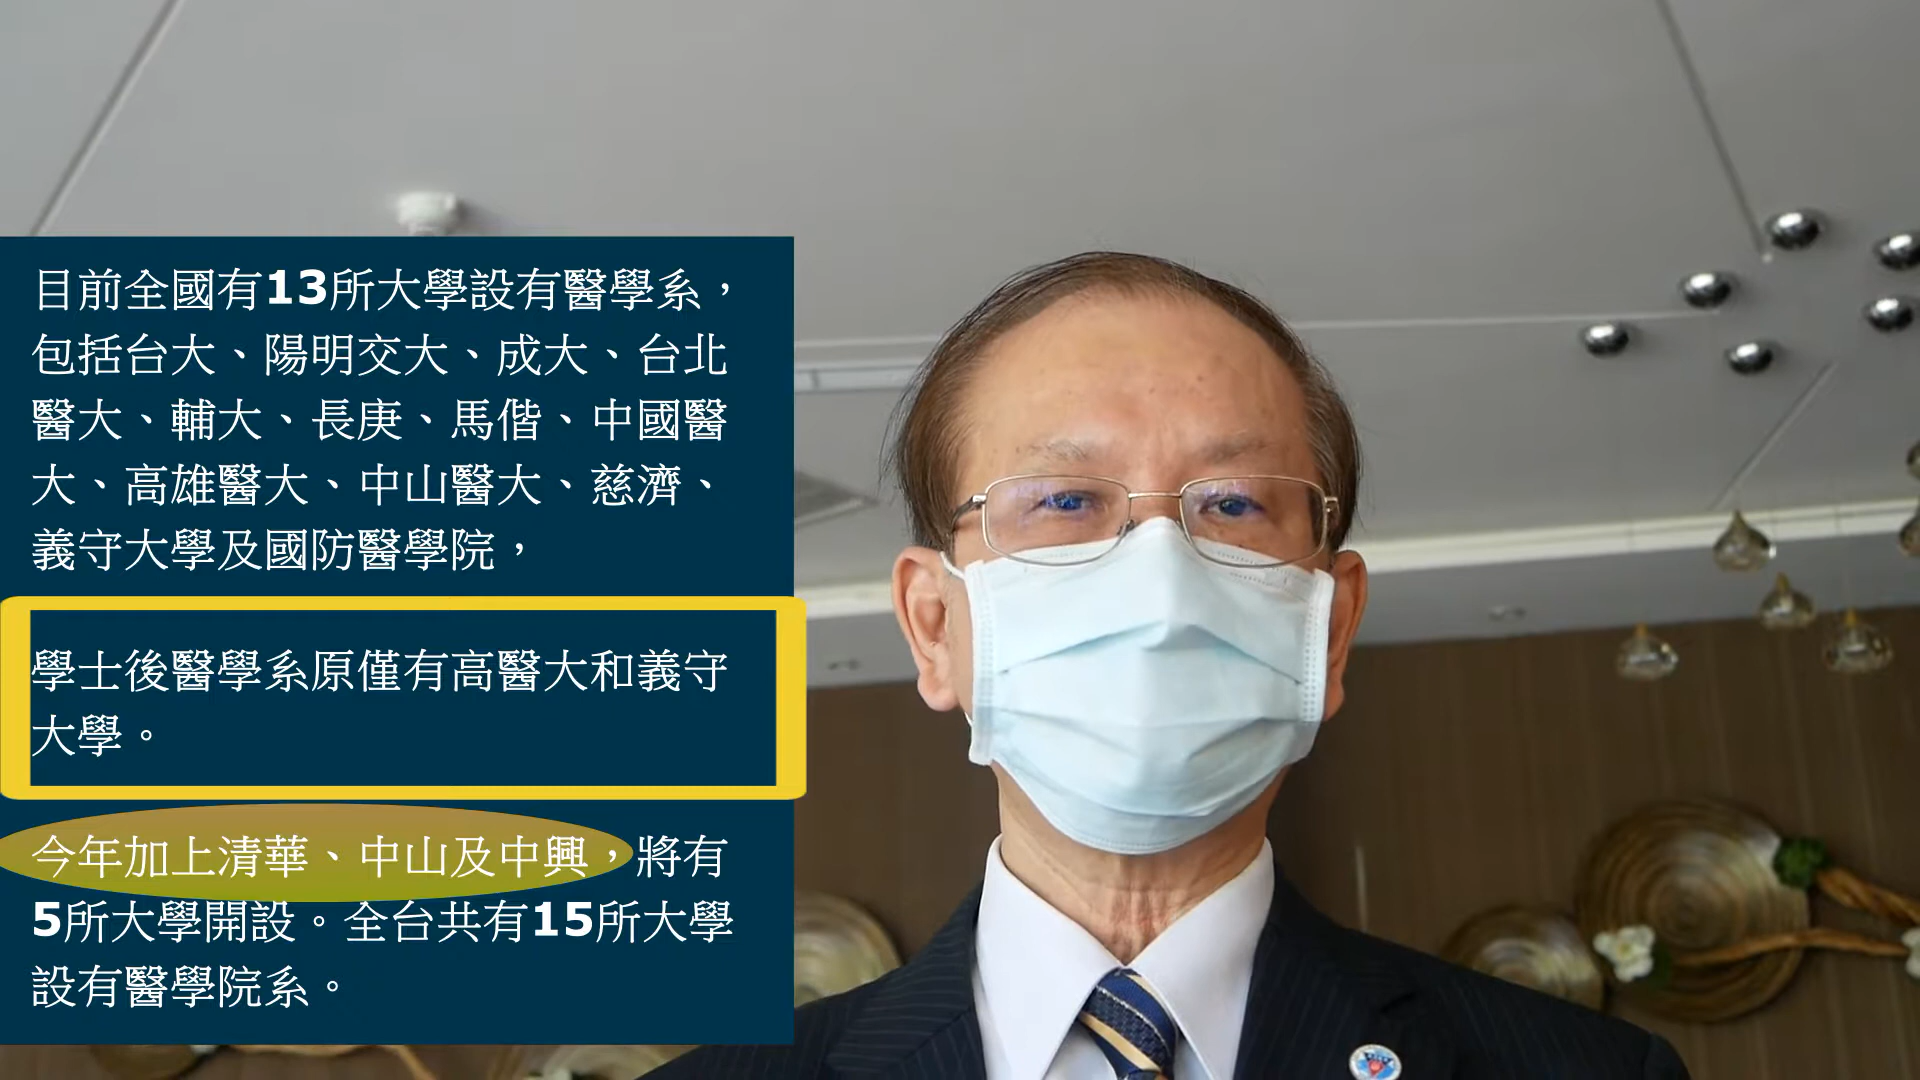 目前全國有13所大學設有醫學系，
包括台大、陽明交大、成大、台北
醫大、輔大、長庚、馬偕、中國醫
大、高雄醫大、中山醫大、慈濟、
義守大學及國防醫學院，
學士後醫學系原僅有高醫大和義守
大學。
今年加上清華、中山及中興，將有
5所大學開設。全台共有15所大學
設有醫學院系。